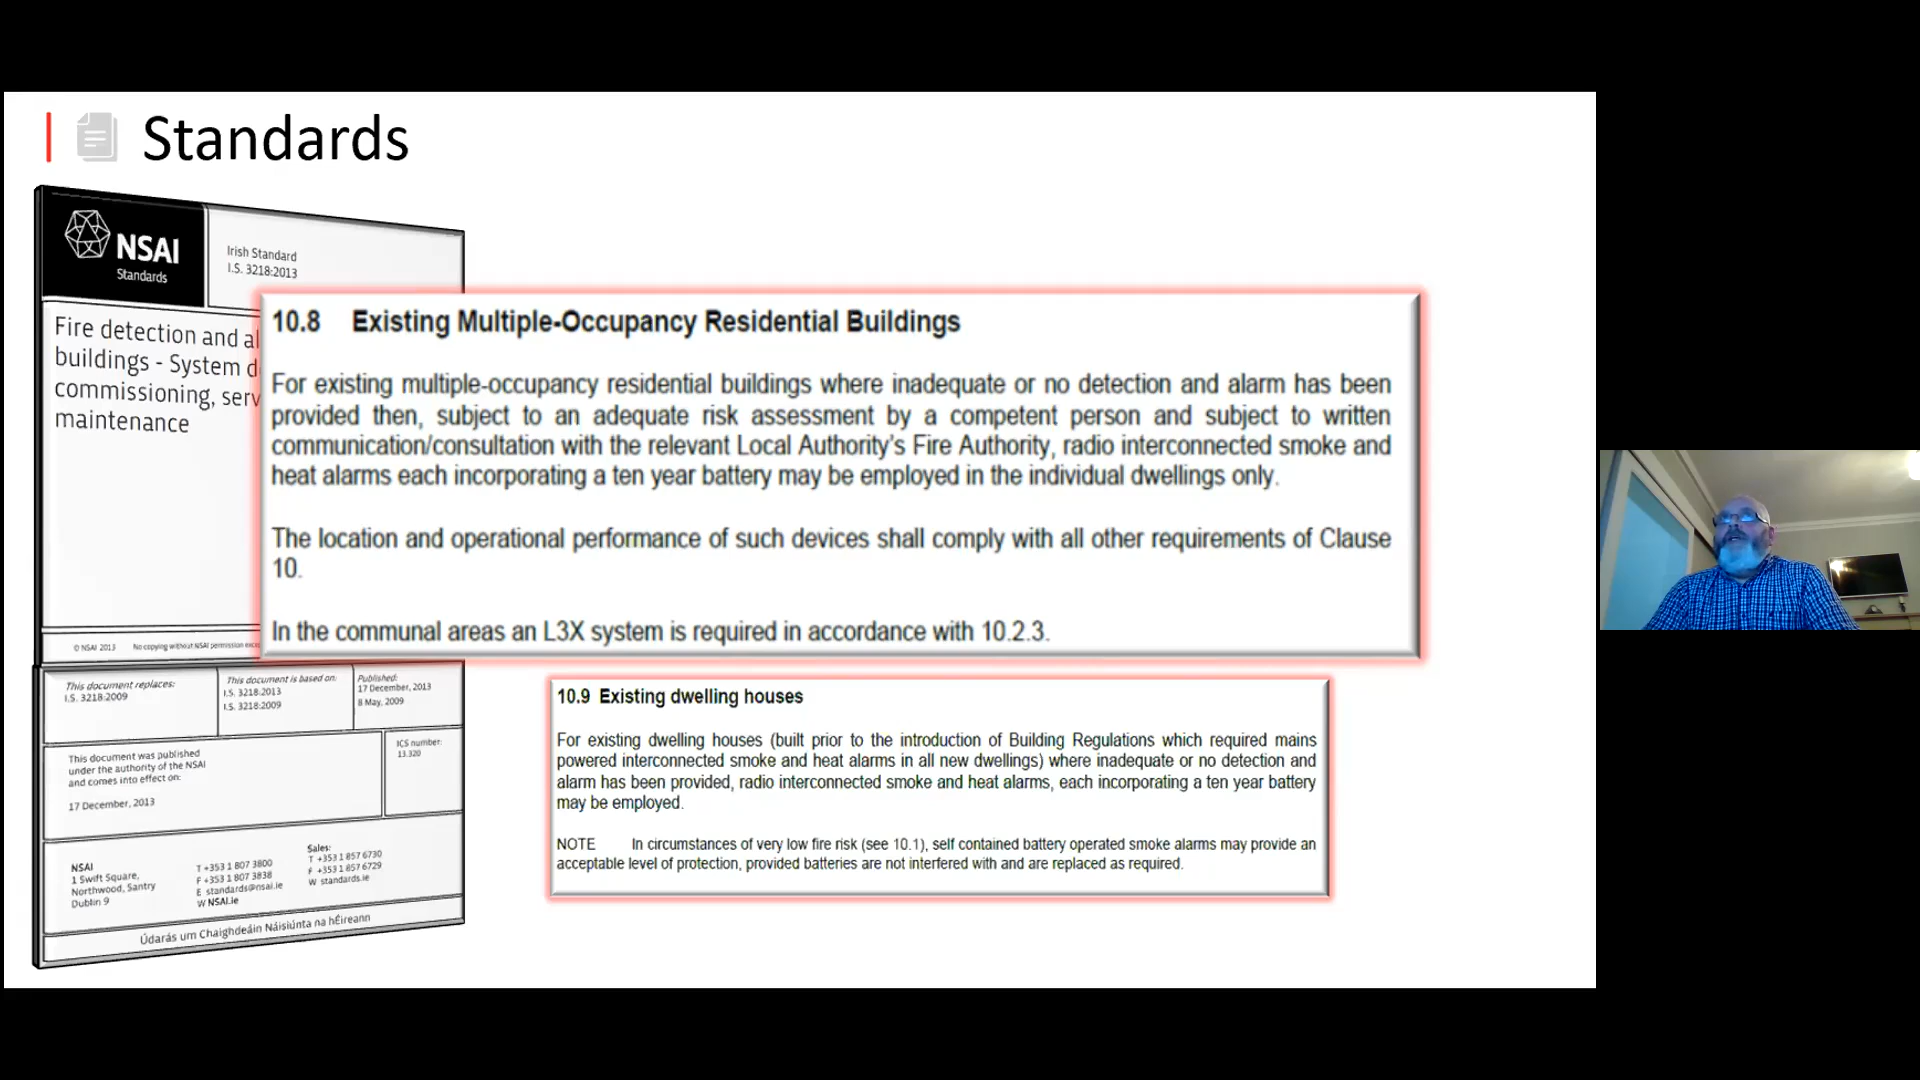 Standards
NSAI
Standards
Irish Standard
I.S. 3218:2013
Fire detection and al
buildings - System d
commissioning, serv
maintenance
© NSAI 2013 No copying without NSAI permission exce
10.8 Existing Multiple-Occupancy Residential Buildings
For existing multiple-occupancy residential buildings where inadequate or no detection and alarm has been
provided then, subject to an adequate risk assessment by a competent person and subject to written
communication/consultation with the relevant Local Authority's Fire Authority, radio interconnected smoke and
heat alarms each incorporating a ten year battery may be employed in the individual dwellings only.
The location and operational performance of such devices shall comply with all other requirements of Clause
10.
In the communal areas an L3X system is required in accordance with 10.2.3.
This document replaces:
I.S. 3218:2009
This document is based on:
I.S. 3218:2013
I.S. 3218:2009
Published:
17 December, 2013
8 May, 2009
This document was published
under the authority of the NSAI
and comes into effect on:
17 December, 2013
ICS number:
13.320
NSAI
1 Swift Square,
Northwood, Santry
Dublin 9
T +353 1 807 3800
F +353 1 807 3838
E standards@nsai.ie
W NSAI.ie
Sales:
T +353 1 857 6730
F +353 1 857 6729
W standards.ie
Údarás um Chaighdeáin Náisiúnta na hÉireann
10.9 Existing dwelling houses
For existing dwelling houses (built prior to the introduction of Building Regulations which required mains
powered interconnected smoke and heat alarms in all new dwellings) where inadequate or no detection and
alarm has been provided, radio interconnected smoke and heat alarms, each incorporating a ten year battery
may be employed.
NOTE In circumstances of very low fire risk (see 10.1), self contained battery operated smoke alarms may provide an
acceptable level of protection, provided batteries are not interfered with and are replaced as required.